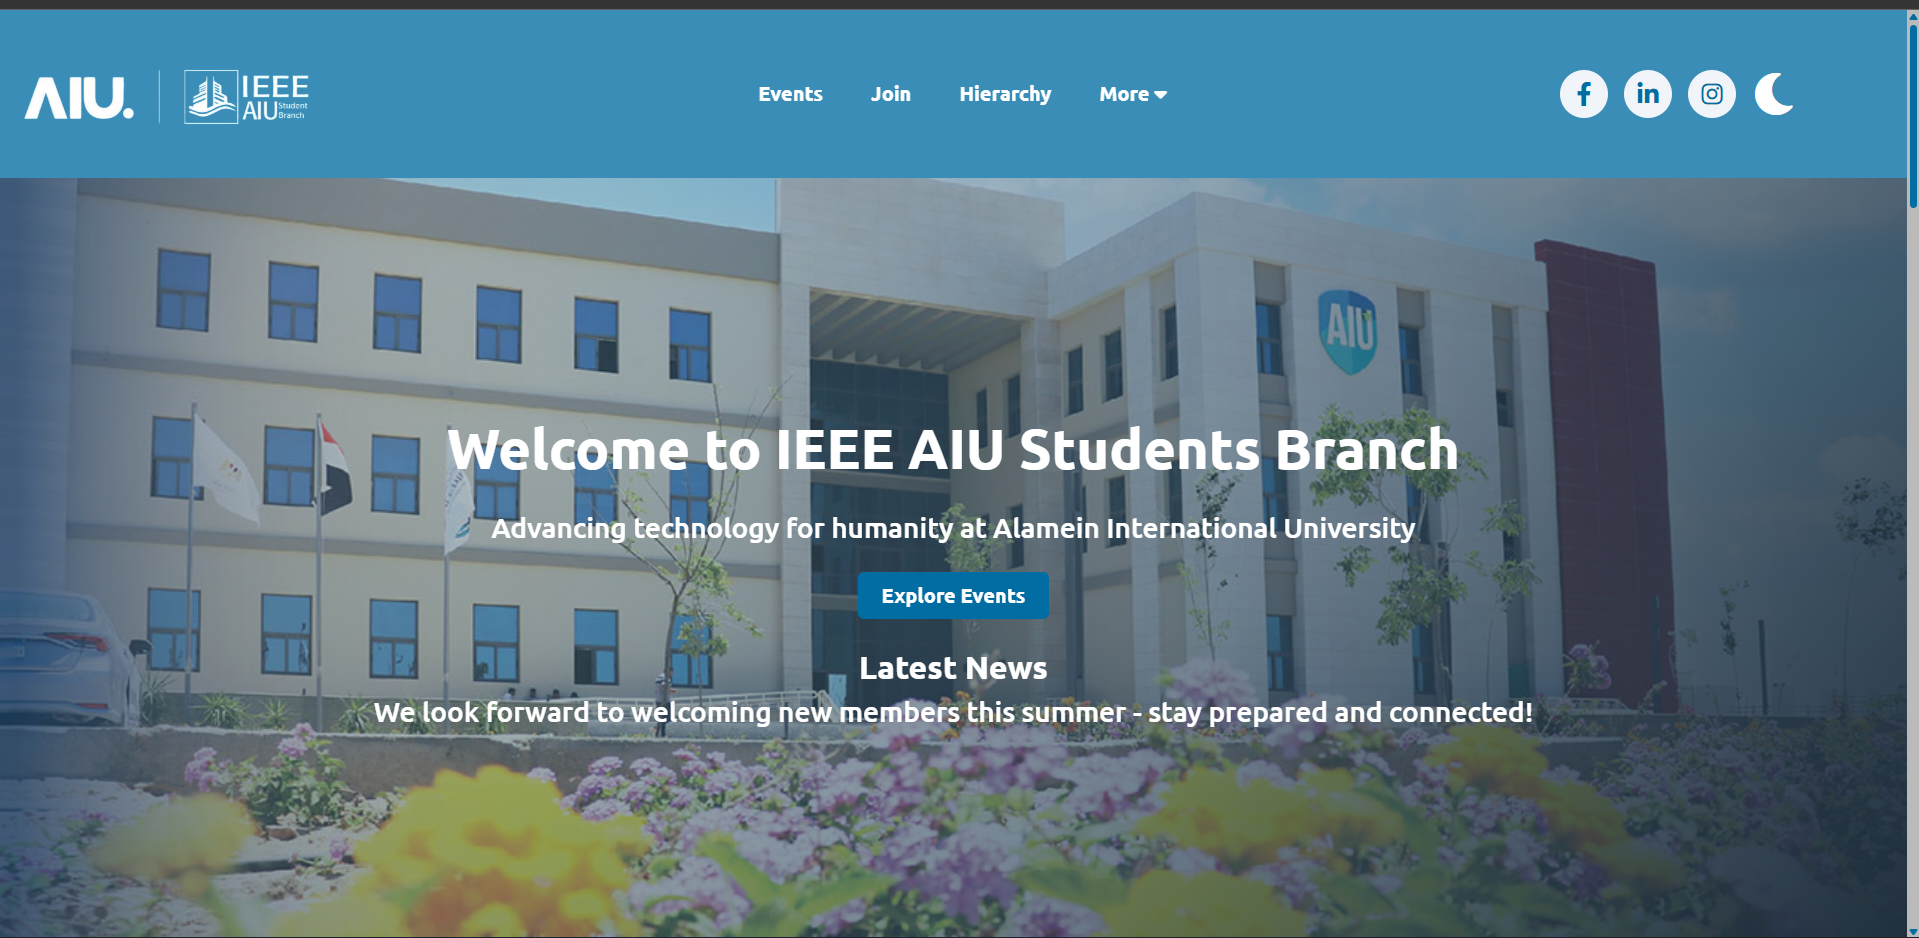 AIU.
IEEE
AIU Student
Branch
Events
Join
Hierarchy
More
AIU
Welcome to IEEE AIU Students Branch
Advancing technology for humanity at Alamein International University
Explore Events
Latest News
We look forward to welcoming new members this summer - stay prepared and connected!